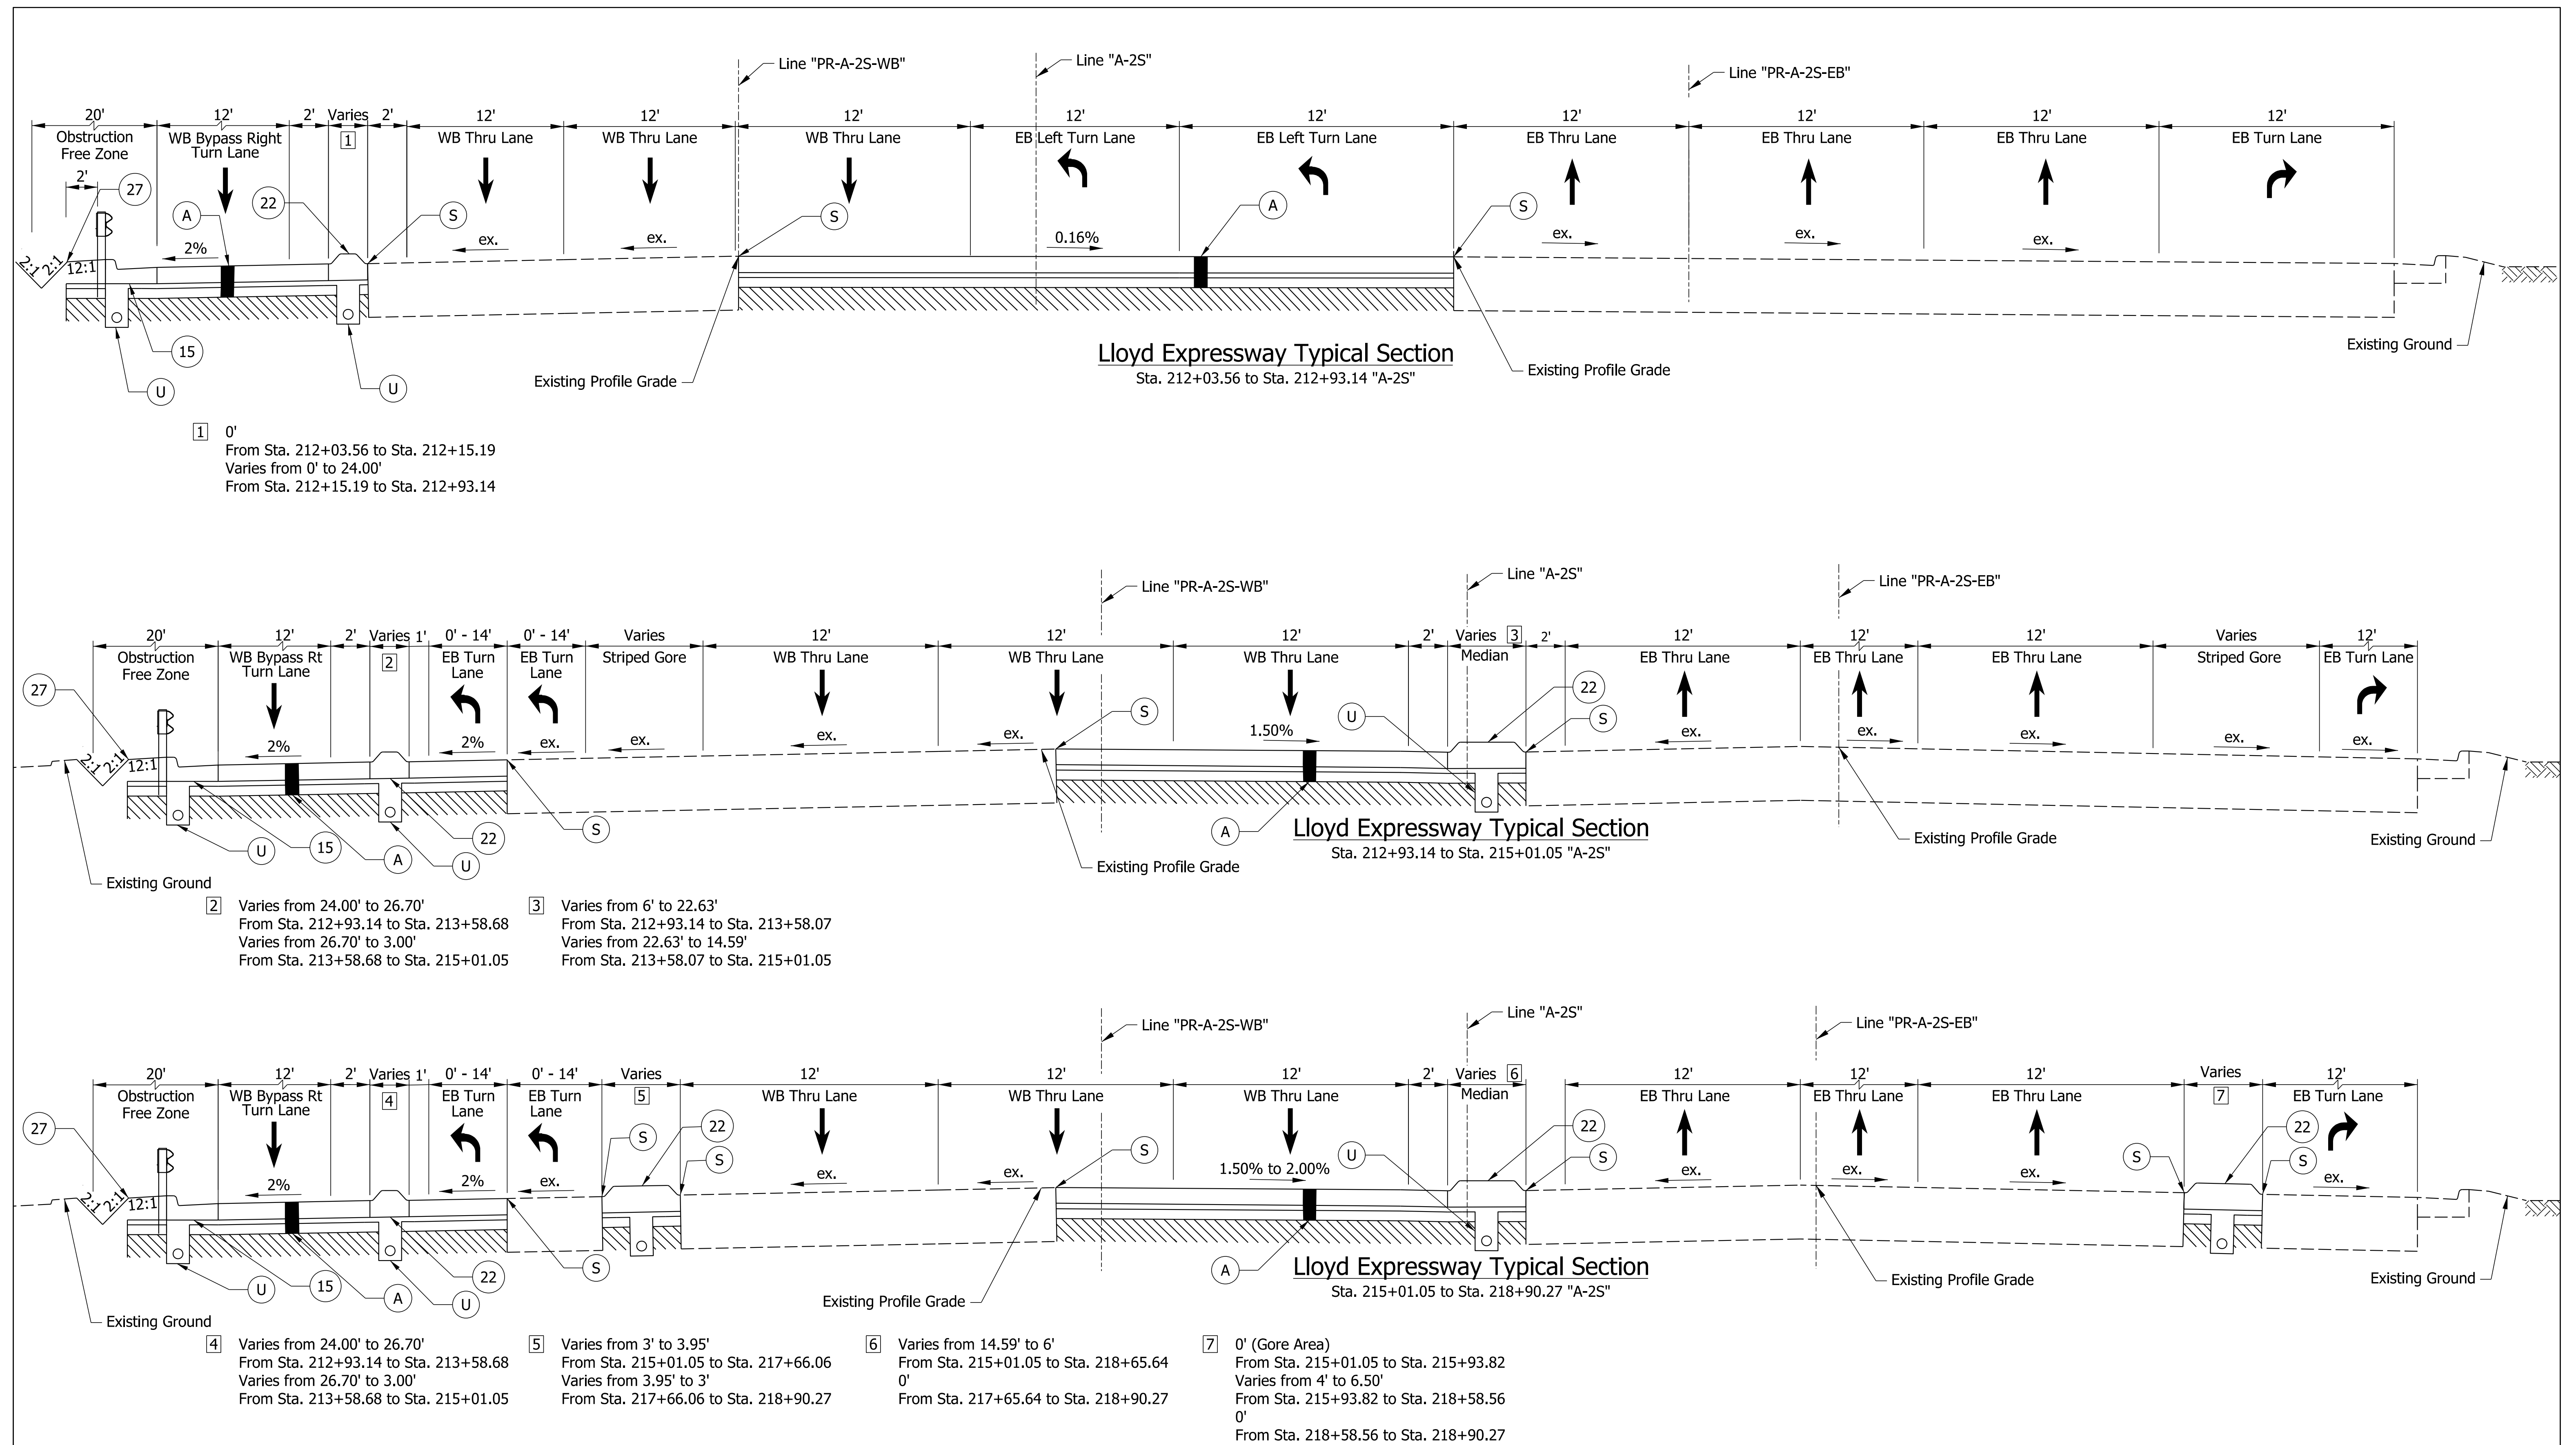 Line "PR-A-2S-WB"
Line "A-2S"
Line "PR-A-2S-EB"
20' 12' 2' Varies 2' 12' 12' 12' 12' 12' 12' 12' 12' 12'
Obstruction
Free Zone
WB Bypass Right
Turn Lane
1
WB Thru Lane
WB Thru Lane
WB Thru Lane
EB Left Turn Lane
EB Left Turn Lane
EB Thru Lane
EB Thru Lane
EB Thru Lane
EB Turn Lane
2'
27
A
22
S
S
A
S
2:1
2:1
12:1
2%
ex.
ex.
0.16%
ex.
ex.
ex.
15
U
U
Existing Profile Grade
Lloyd Expressway Typical Section
Sta. 212+03.56 to Sta. 212+93.14 "A-2S"
Existing Profile Grade
Existing Ground
1 0'
From Sta. 212+03.56 to Sta. 212+15.19
Varies from 0' to 24.00'
From Sta. 212+15.19 to Sta. 212+93.14
Line "PR-A-2S-WB"
Line "A-2S"
Line "PR-A-2S-EB"
20' 12' 2' Varies 1' 0' - 14' 0' - 14' Varies 12' 12' 12' 2' Varies 3 2' 12' 12' 12' Varies 12'
Obstruction
Free Zone
WB Bypass Rt
Turn Lane
2
EB Turn
Lane
EB Turn
Lane
Striped Gore
WB Thru Lane
WB Thru Lane
WB Thru Lane
Median
EB Thru Lane
EB Thru Lane
EB Thru Lane
Striped Gore
EB Turn Lane
27
S
U
22
S
2:1
2:1
12:1
2%
2%
ex.
ex.
ex.
ex.
1.50%
ex.
ex.
ex.
ex.
ex.
U
15
A
U
22
S
A
Existing Ground
Existing Profile Grade
Lloyd Expressway Typical Section
Sta. 212+93.14 to Sta. 215+01.05 "A-2S"
Existing Profile Grade
Existing Ground
2 Varies from 24.00' to 26.70'
From Sta. 212+93.14 to Sta. 213+58.68
Varies from 26.70' to 3.00'
From Sta. 213+58.68 to Sta. 215+01.05
3 Varies from 6' to 22.63'
From Sta. 212+93.14 to Sta. 213+58.07
Varies from 22.63' to 14.59'
From Sta. 213+58.07 to Sta. 215+01.05
Line "PR-A-2S-WB"
Line "A-2S"
Line "PR-A-2S-EB"
20' 12' 2' Varies 1' 0' - 14' 0' - 14' Varies 12' 12' 12' 2' Varies 6 12' 12' 12' Varies 12'
Obstruction
Free Zone
WB Bypass Rt
Turn Lane
4
EB Turn
Lane
EB Turn
Lane
5
WB Thru Lane
WB Thru Lane
WB Thru Lane
Median
EB Thru Lane
EB Thru Lane
EB Thru Lane
7
EB Turn Lane
27
S
22
S
S
U
22
S
S
22
S
2:1
2:1
12:1
2%
2%
ex.
ex.
ex.
1.50% to 2.00%
ex.
ex.
ex.
ex.
U
15
A
U
22
S
A
Existing Ground
Existing Profile Grade
Lloyd Expressway Typical Section
Sta. 215+01.05 to Sta. 218+90.27 "A-2S"
Existing Profile Grade
Existing Ground
4 Varies from 24.00' to 26.70'
From Sta. 212+93.14 to Sta. 213+58.68
Varies from 26.70' to 3.00'
From Sta. 213+58.68 to Sta. 215+01.05
5 Varies from 3' to 3.95'
From Sta. 215+01.05 to Sta. 217+66.06
Varies from 3.95' to 3'
From Sta. 217+66.06 to Sta. 218+90.27
6 Varies from 14.59' to 6'
From Sta. 215+01.05 to Sta. 218+65.64
0'
From Sta. 217+65.64 to Sta. 218+90.27
7 0' (Gore Area)
From Sta. 215+01.05 to Sta. 215+93.82
Varies from 4' to 6.50'
From Sta. 215+93.82 to Sta. 218+58.56
0'
From Sta. 218+58.56 to Sta. 218+90.27